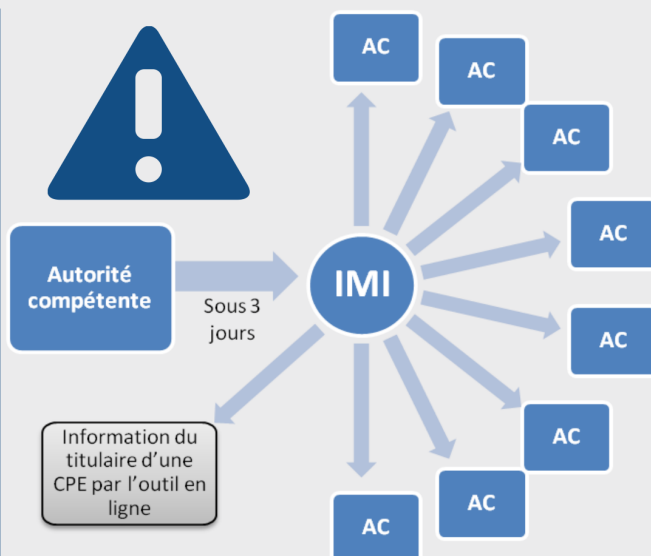 AC
AC
AC
AC
Autorité
compétente
IMI
Sous 3
jours
AC
Information du
titulaire d'une
CPE par l'outil en
ligne
AC
AC
AC